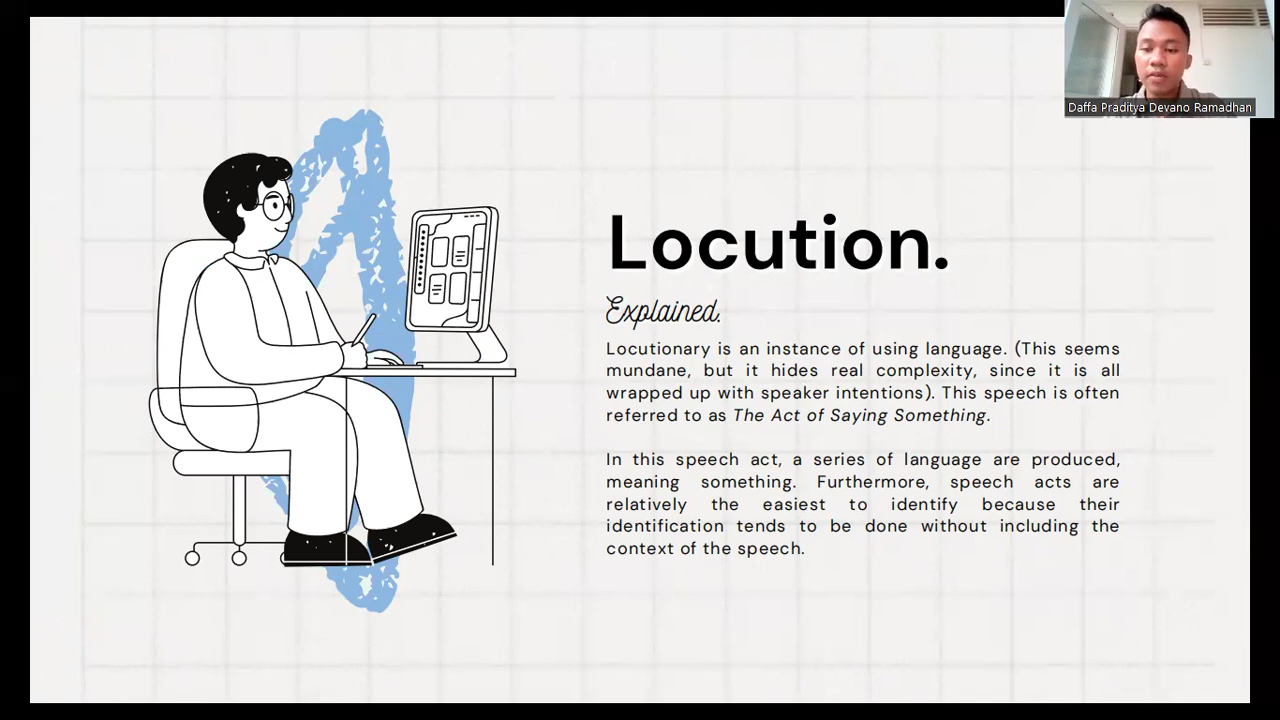 Daffa Praditya Devano Ramadhan
Locution.
Explained.
Locutionary is an instance of using language. (This seems
mundane, but it hides real complexity, since it is all
wrapped up with speaker intentions). This speech is often
referred to as The Act of Saying Something.
In this speech act, a series of language are produced,
meaning something. Furthermore, speech acts are
relatively the easiest to identify because their
identification tends to be done without including the
context of the speech.